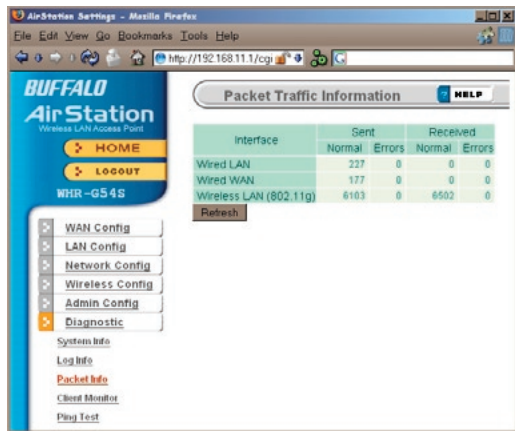 AirStation Settings - Mozilla Firefox
File Edit View Go Bookmarks Tools Help
http://192.168.11.1/cgi
G
BUFFALO
AirStation
Wireless LAN Access Point
HOME
LOGOUT
WHR-G54S
WAN Config
LAN Config
Network Config
Wireless Config
Admin Config
Diagnostic
System Info
Log Info
Packet Info
Client Monitor
Ping Test
Packet Traffic Information
? HELP
Interface Sent Received
Normal Errors Normal Errors
Wired LAN 227 0 0 0
Wired WAN 177 0 0 0
Wireless LAN (802.11g) 6103 0 6502 0
Refresh